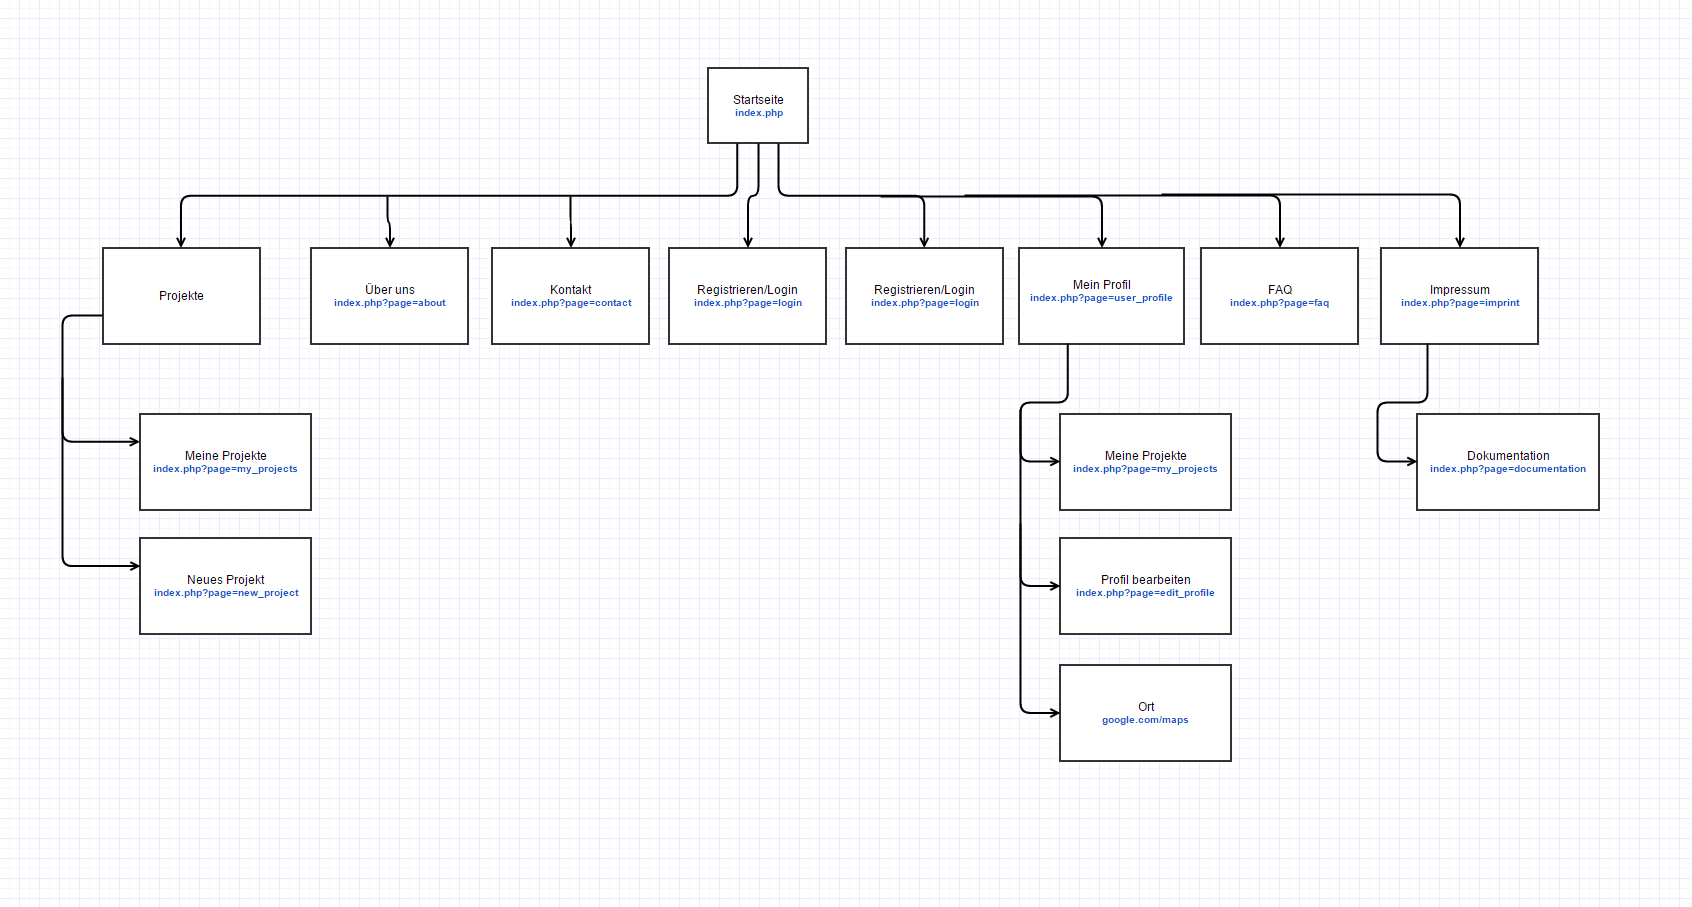 Startseite
index.php
Projekte
Über uns
index.php?page=about
Kontakt
index.php?page=contact
Registrieren/Login
index.php?page=login
Registrieren/Login
index.php?page=login
Mein Profil
index.php?page=user_profile
FAQ
index.php?page=faq
Impressum
index.php?page=imprint
Meine Projekte
index.php?page=my_projects
Meine Projekte
index.php?page=my_projects
Dokumentation
index.php?page=documentation
Neues Projekt
index.php?page=new_project
Profil bearbeiten
index.php?page=edit_profile
Ort
google.com/maps